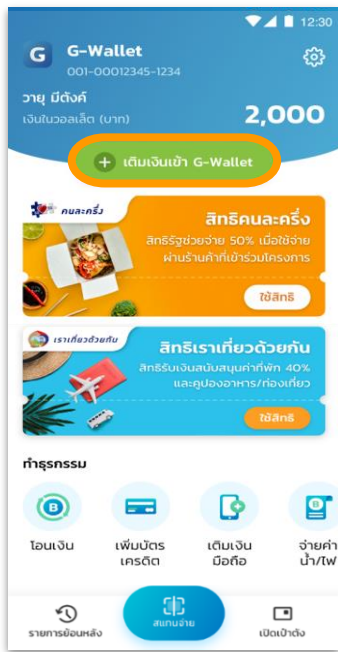 12:30
G
G-Wallet
001-00012345-1234
วายุ มีตังค์
เงินในวอลเล็ต (บาท)
2,000
+ เติมเงินเข้า G-Wallet
คนละครึ่ง
สิทธิคนละครึ่ง
สิทธิรัฐช่วยจ่าย 50% เมื่อใช้จ่าย
ผ่านร้านค้าที่เข้าร่วมโครงการ
ใช้สิทธิ
เราเที่ยวด้วยกัน
สิทธิเราเที่ยวด้วยกัน
สิทธิรับเงินสนับสนุนค่าที่พัก 40%
และคูปองอาหาร/ท่องเที่ยว
ใช้สิทธิ
ทำธุรกรรม
โอนเงิน
เพิ่มบัตร
เครดิต
เติมเงิน
มือถือ
จ่ายค่า
น้ำ/ไฟ
รายการย้อนหลัง
สแกนจ่าย
เป๋าเป๋าตัง